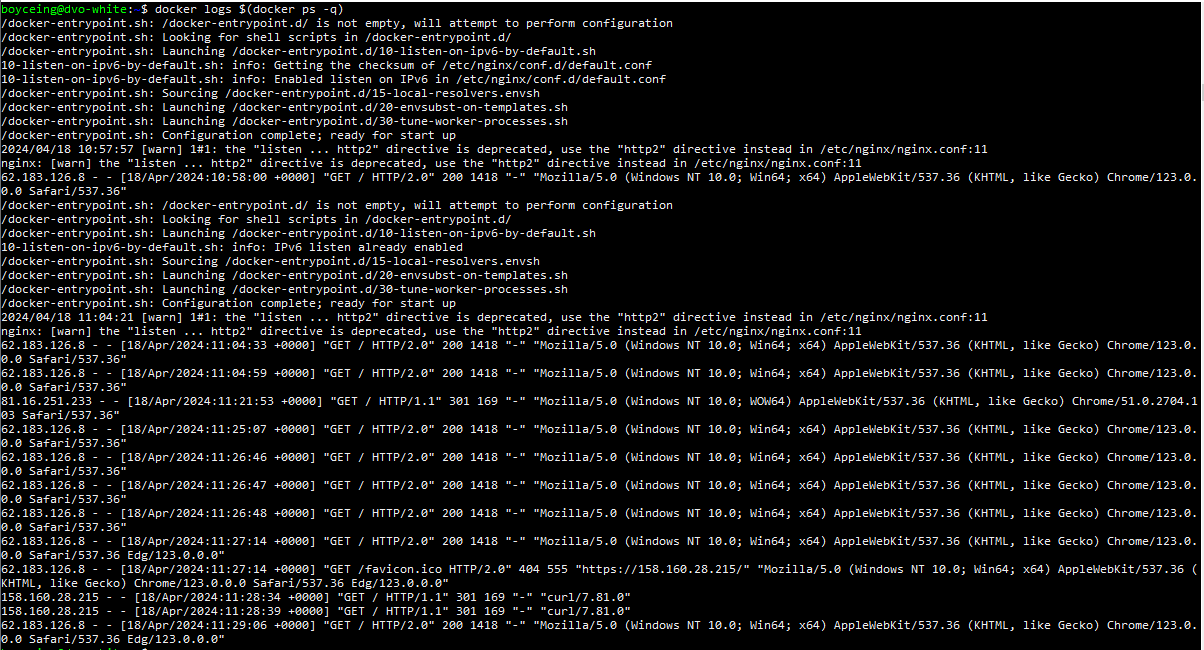 boyceing@dvo-white:~$ docker logs $(docker ps -q)
/docker-entrypoint.sh: /docker-entrypoint.d/ is not empty, will attempt to perform configuration
/docker-entrypoint.sh: Looking for shell scripts in /docker-entrypoint.d/
/docker-entrypoint.sh: Launching /docker-entrypoint.d/10-listen-on-ipv6-by-default.sh
10-listen-on-ipv6-by-default.sh: info: Getting the checksum of /etc/nginx/conf.d/default.conf
10-listen-on-ipv6-by-default.sh: info: Enabled listen on IPv6 in /etc/nginx/conf.d/default.conf
/docker-entrypoint.sh: Sourcing /docker-entrypoint.d/15-local-resolvers.envsh
/docker-entrypoint.sh: Launching /docker-entrypoint.d/20-envsubst-on-templates.sh
/docker-entrypoint.sh: Launching /docker-entrypoint.d/30-tune-worker-processes.sh
/docker-entrypoint.sh: Configuration complete; ready for start up
2024/04/18 10:57:57 [warn] 1#1: the "listen ... http2" directive is deprecated, use the "http2" directive instead in /etc/nginx/nginx.conf:11
nginx: [warn] the "listen ... http2" directive is deprecated, use the "http2" directive instead in /etc/nginx/nginx.conf:11
62.183.126.8 - - [18/Apr/2024:10:58:00 +0000] "GET / HTTP/2.0" 200 1418 "-" "Mozilla/5.0 (Windows NT 10.0; Win64; x64) AppleWebKit/537.36 (KHTML, like Gecko) Chrome/123.0.
0.0 Safari/537.36"
/docker-entrypoint.sh: /docker-entrypoint.d/ is not empty, will attempt to perform configuration
/docker-entrypoint.sh: Looking for shell scripts in /docker-entrypoint.d/
/docker-entrypoint.sh: Launching /docker-entrypoint.d/10-listen-on-ipv6-by-default.sh
10-listen-on-ipv6-by-default.sh: info: IPv6 listen already enabled
/docker-entrypoint.sh: Sourcing /docker-entrypoint.d/15-local-resolvers.envsh
/docker-entrypoint.sh: Launching /docker-entrypoint.d/20-envsubst-on-templates.sh
/docker-entrypoint.sh: Launching /docker-entrypoint.d/30-tune-worker-processes.sh
/docker-entrypoint.sh: Configuration complete; ready for start up
2024/04/18 11:04:21 [warn] 1#1: the "listen ... http2" directive is deprecated, use the "http2" directive instead in /etc/nginx/nginx.conf:11
nginx: [warn] the "listen ... http2" directive is deprecated, use the "http2" directive instead in /etc/nginx/nginx.conf:11
62.183.126.8 - - [18/Apr/2024:11:04:33 +0000] "GET / HTTP/2.0" 200 1418 "-" "Mozilla/5.0 (Windows NT 10.0; Win64; x64) AppleWebKit/537.36 (KHTML, like Gecko) Chrome/123.0.
0.0 Safari/537.36"
62.183.126.8 - - [18/Apr/2024:11:04:59 +0000] "GET / HTTP/2.0" 200 1418 "-" "Mozilla/5.0 (Windows NT 10.0; Win64; x64) AppleWebKit/537.36 (KHTML, like Gecko) Chrome/123.0.
0.0 Safari/537.36"
81.16.251.233 - - [18/Apr/2024:11:21:53 +0000] "GET / HTTP/1.1" 301 169 "-" "Mozilla/5.0 (Windows NT 10.0; WOW64) AppleWebKit/537.36 (KHTML, like Gecko) Chrome/51.0.2704.1
03 Safari/537.36"
62.183.126.8 - - [18/Apr/2024:11:25:07 +0000] "GET / HTTP/2.0" 200 1418 "-" "Mozilla/5.0 (Windows NT 10.0; Win64; x64) AppleWebKit/537.36 (KHTML, like Gecko) Chrome/123.0.
0.0 Safari/537.36"
62.183.126.8 - - [18/Apr/2024:11:26:46 +0000] "GET / HTTP/2.0" 200 1418 "-" "Mozilla/5.0 (Windows NT 10.0; Win64; x64) AppleWebKit/537.36 (KHTML, like Gecko) Chrome/123.0.
0.0 Safari/537.36"
62.183.126.8 - - [18/Apr/2024:11:26:47 +0000] "GET / HTTP/2.0" 200 1418 "-" "Mozilla/5.0 (Windows NT 10.0; Win64; x64) AppleWebKit/537.36 (KHTML, like Gecko) Chrome/123.0.
0.0 Safari/537.36"
62.183.126.8 - - [18/Apr/2024:11:26:48 +0000] "GET / HTTP/2.0" 200 1418 "-" "Mozilla/5.0 (Windows NT 10.0; Win64; x64) AppleWebKit/537.36 (KHTML, like Gecko) Chrome/123.0.
0.0 Safari/537.36"
62.183.126.8 - - [18/Apr/2024:11:27:14 +0000] "GET / HTTP/2.0" 200 1418 "-" "Mozilla/5.0 (Windows NT 10.0; Win64; x64) AppleWebKit/537.36 (KHTML, like Gecko) Chrome/123.0.
0.0 Safari/537.36 Edg/123.0.0.0"
62.183.126.8 - - [18/Apr/2024:11:27:14 +0000] "GET /favicon.ico HTTP/2.0" 404 555 "https://158.160.28.215/" "Mozilla/5.0 (Windows NT 10.0; Win64; x64) AppleWebKit/537.36 (
KHTML, like Gecko) Chrome/123.0.0.0 Safari/537.36 Edg/123.0.0.0"
158.160.28.215 - - [18/Apr/2024:11:28:34 +0000] "GET / HTTP/1.1" 301 169 "-" "curl/7.81.0"
158.160.28.215 - - [18/Apr/2024:11:28:39 +0000] "GET / HTTP/1.1" 301 169 "-" "curl/7.81.0"
62.183.126.8 - - [18/Apr/2024:11:29:06 +0000] "GET / HTTP/2.0" 200 1418 "-" "Mozilla/5.0 (Windows NT 10.0; Win64; x64) AppleWebKit/537.36 (KHTML, like Gecko) Chrome/123.0.
0.0 Safari/537.36 Edg/123.0.0.0"